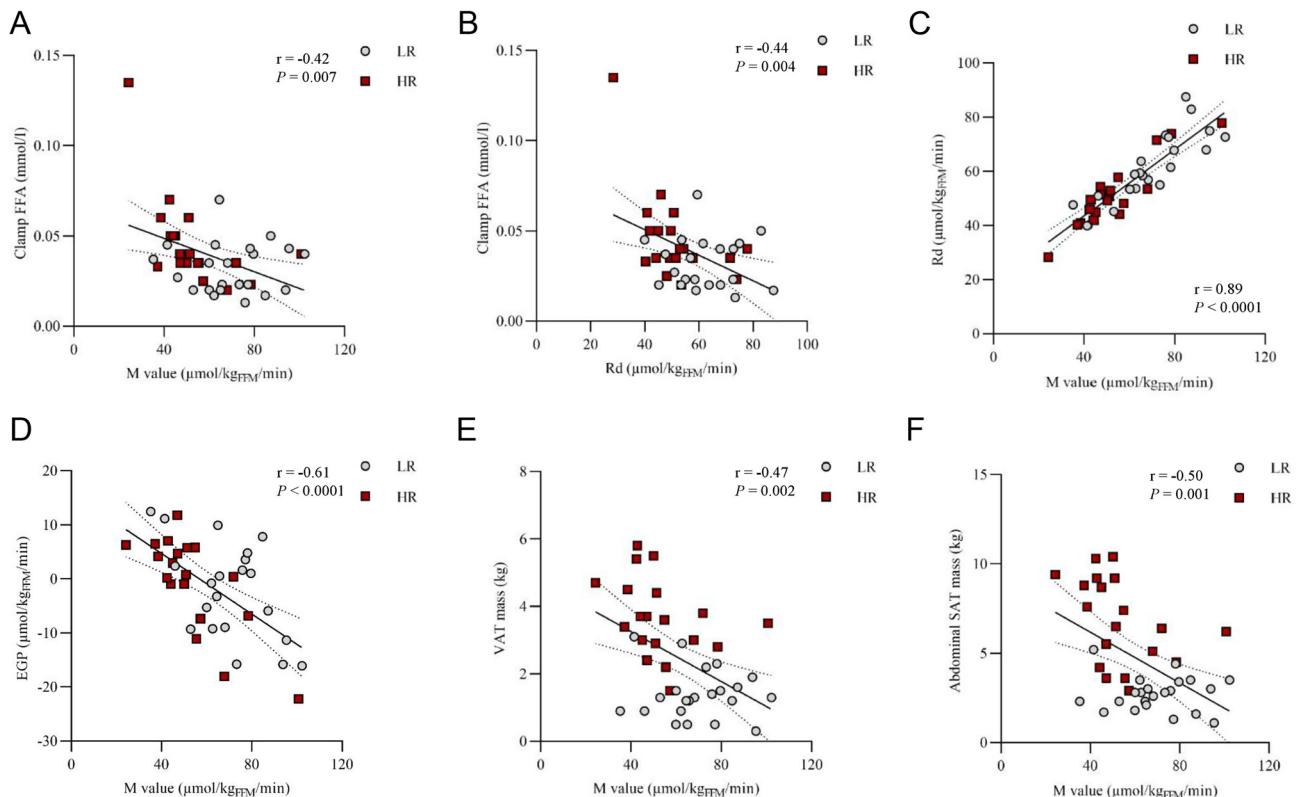 A
r = -0.42
P = 0.007
LR
HR
Clamp FFA (mmol/l)
0.15
0.10
0.05
0.00
0 40 80 120
M value (µmol/kgFFM/min)
B
r = -0.44
P = 0.004
LR
HR
Clamp FFA (mmol/l)
0.15
0.10
0.05
0.00
0 20 40 60 80 100
Rd (µmol/kgFFM/min)
C
LR
HR
Rd (µmol/kgFFM/min)
100
80
60
40
20
0
r = 0.89
P < 0.0001
0 40 80 120
M value (µmol/kgFFM/min)
D
r = -0.61
P < 0.0001
LR
HR
EGP (µmol/kgFFM/min)
20
10
0
-10
-20
-30
0 40 80 120
M value (µmol/kgFFM/min)
E
r = -0.47
P = 0.002
LR
HR
VAT mass (kg)
8
6
4
2
0
0 40 80 120
M value (µmol/kgFFM/min)
F
r = -0.50
P = 0.001
LR
HR
Abdominal SAT mass (kg)
15
10
5
0
0 40 80 120
M value (µmol/kgFFM/min)